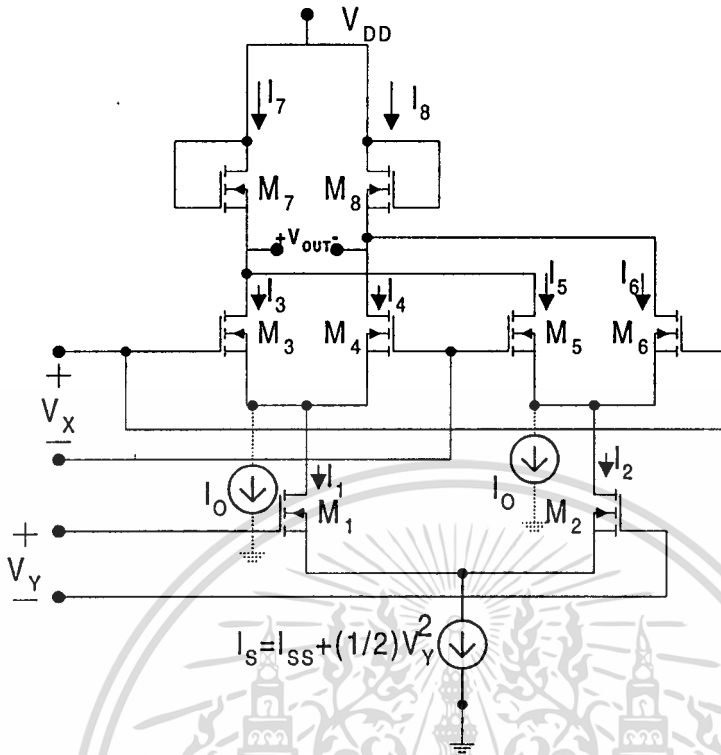 V_DD
I_7
I_8
M_7
M_8
+V_OUT-
I_3
I_4
I_5
I_6
M_3
M_4
M_5
M_6
+
V_X
−
I_O
I_1
M_1
I_O
I_2
M_2
+
V_Y
−
I_S=I_SS+(1/2)V_Y^2